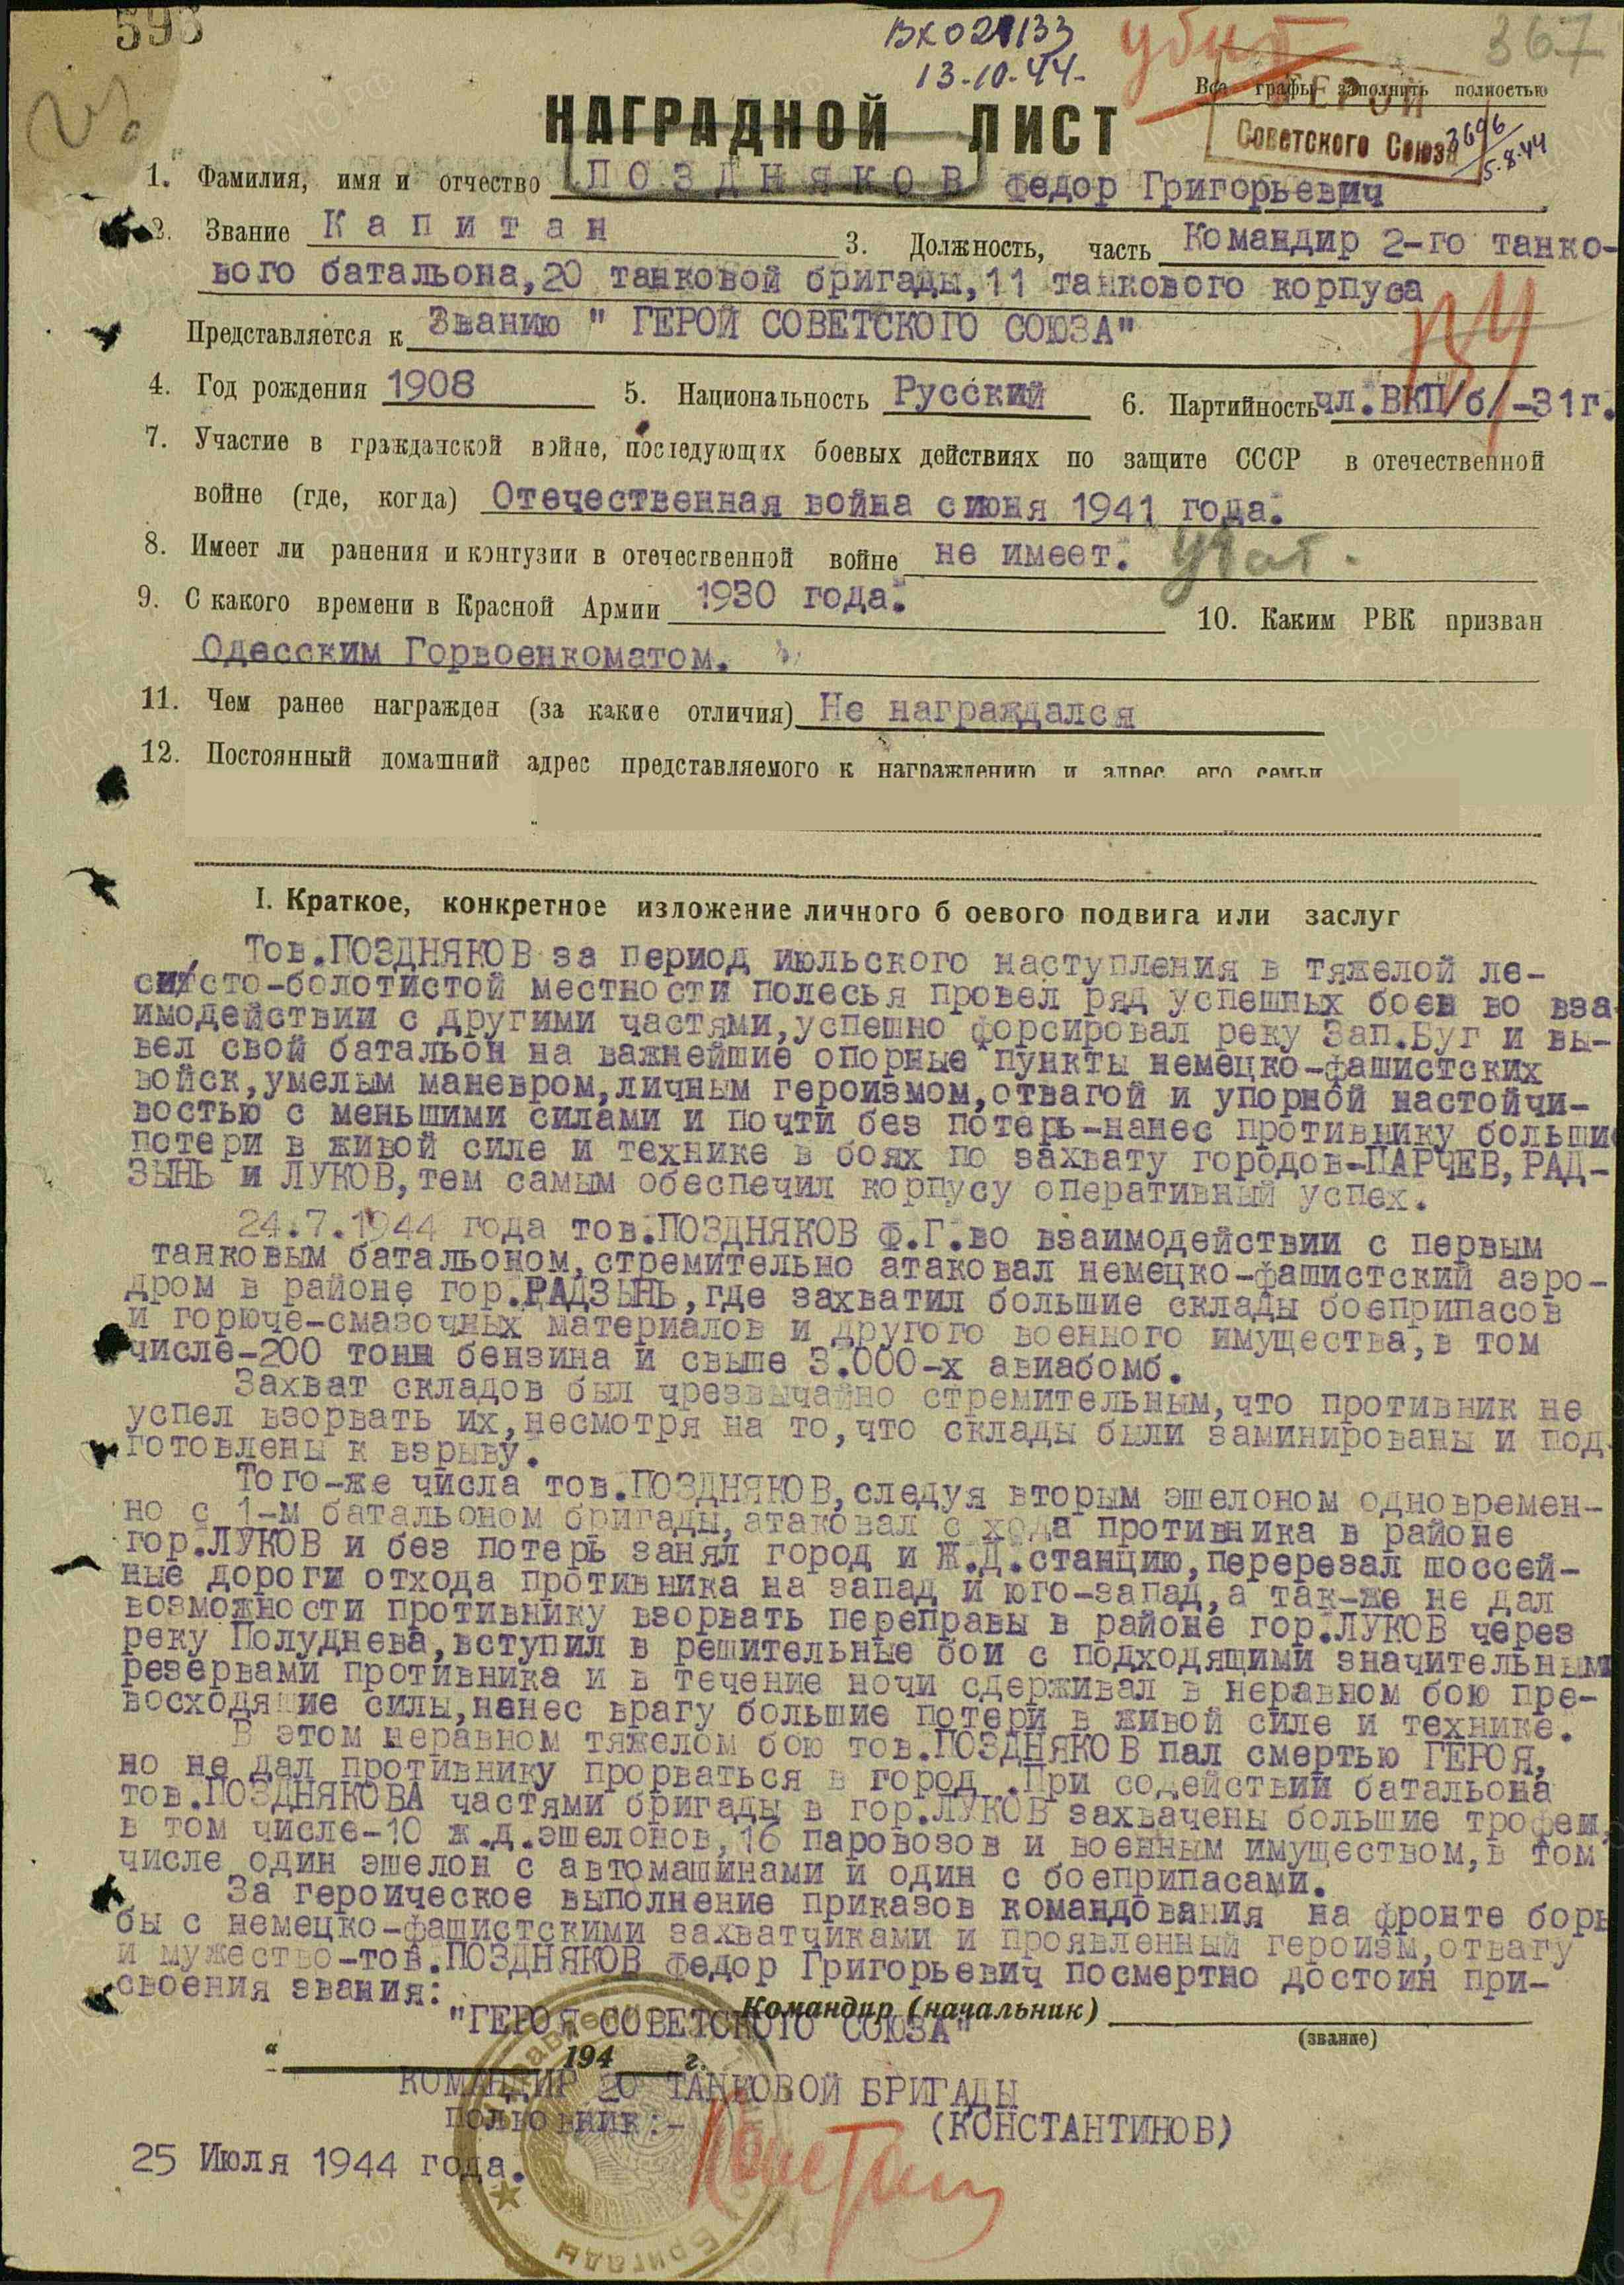 593
ВХ021133
13-10-44-
убит
367
Все графы заполнить полностью
ГЕРОЙ
Советского Союза
3696
5.8.44
НАГРАДНОЙ ЛИСТ
1. Фамилия, имя и отчество ПОЗДНЯКОВ Федор Григорьевич
2. Звание Капитан 3. Должность, часть Командир 2-го танко-
вого батальона,20 танковой бригады,11 танкового корпуса
Представляется к Званию " ГЕРОЙ СОВЕТСКОГО СОЮЗА"
4. Год рождения 1908 5. Национальность Русский 6. Партийность чл.ВКП/б/-31г.
7. Участие в гражданской войне, последующих боевых действиях по защите СССР в отечественной
войне (где, когда) Отечественная война с июня 1941 года.
8. Имеет ли ранения и контузии в отечественной войне не имеет. Убит.
9. С какого времени в Красной Армии 1930 года. 10. Каким РВК призван
Одесским Горвоенкоматом.
11. Чем ранее награжден (за какие отличия) Не награждался
12. Постоянный домашний адрес представляемого к награждению и адрес его семьи
I. Краткое, конкретное изложение личного б оевого подвига или заслуг
Тов.ПОЗДНЯКОВ за период июльского наступления в тяжелой ле-
систо-болотистой местности полесья провел ряд успешных боев во вза
имодействии с другими частями,успешно форсировал реку Зап.Буг и вы-
вел свой батальон на важнейшие опорные пункты немецко-фашистских
войск,умелым маневром,личным героизмом,отвагой и упорной настойчи-
востью с меньшими силами и почти без потерь-нанес противнику большие
потери в живой силе и технике в боях по захвату городов-ПАРЧЕВ,РАД-
ЗЫНЬ и ЛУКОВ,тем самым обеспечил корпусу оперативный успех.
24.7.1944 года тов.ПОЗДНЯКОВ Ф.Г.во взаимодействии с первым
танковым батальоном,стремительно атаковал немецко-фашистский аэро-
дром в районе гор.РАДЗЫНЬ,где захватил большие склады боеприпасов
и горюче-смазочных материалов и другого военного имущества,в том
числе-200 тонн бензина и свыше 3.000-х авиабомб.
Захват складов был чрезвычайно стремительным,что противник не
успел взорвать их,несмотря на то,что склады были заминированы и под-
готовлены к взрыву.
Того-же числа тов.ПОЗДНЯКОВ,следуя вторым эшелоном одновремен-
но с 1-м батальоном бригады,атаковал с хода противника в районе
гор.ЛУКОВ и без потерь занял город и Ж.Д.станцию,перерезал шоссей-
ные дороги отхода противника на запад и юго-запад,а так-же не дал
возможности противнику взорвать переправы в районе гор.ЛУКОВ через
реку Полуднева,вступил в решительные бои с подходящими значительными
резервами противника и в течение ночи сдерживал в неравном бою пре-
восходящие силы,нанес врагу большие потери в живой силе и технике.
В этом неравном тяжелом бою тов.ПОЗДНЯКОВ пал смертью ГЕРОЯ,
но не дал противнику прорваться в город .При содействии батальона
тов.ПОЗДНЯКОВА частями бригады в гор.ЛУКОВ захвачены большие трофеи,
в том числе-10 ж.д.эшелонов,16 паровозов и военным имуществом,в том
числе один эшелон с автомашинами и один с боеприпасами.
За героическое выполнение приказов командования на фронте борь
бы с немецко-фашистскими захватчиками и проявленный героизм,отвагу
и мужество-тов.ПОЗДНЯКОВ Федор Григорьевич посмертно достоин при-
своения звания:
"ГЕРОЯ СОВЕТСКОГО СОЮЗА"
Командир (начальник)
(звание)
" 194 г.
КОМАНДИР 20 ТАНКОВОЙ БРИГАДЫ
ПОЛКОВНИК:-
(КОНСТАНТИНОВ)
25 Июля 1944 года.
Бригады